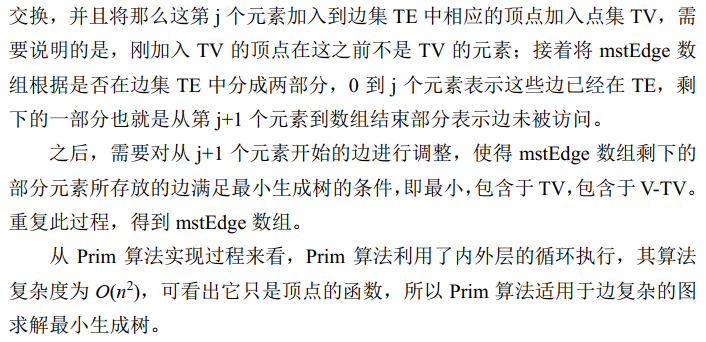 交换，并且将那么这第 j 个元素加入到边集 TE 中相应的顶点加入点集 TV，需
要说明的是，刚加入 TV 的顶点在这之前不是 TV 的元素；接着将 mstEdge 数
组根据是否在边集 TE 中分成两部分，0 到 j 个元素表示这些边已经在 TE，剩
下的一部分也就是从第 j+1 个元素到数组结束部分表示边未被访问。
之后，需要对从 j+1 个元素开始的边进行调整，使得 mstEdge 数组剩下的
部分元素所存放的边满足最小生成树的条件，即最小，包含于 TV，包含于 V-TV。
重复此过程，得到 mstEdge 数组。
从 Prim 算法实现过程来看，Prim 算法利用了内外层的循环执行，其算法
复杂度为 O(n²)，可看出它只是顶点的函数，所以 Prim 算法适用于边复杂的图
求解最小生成树。